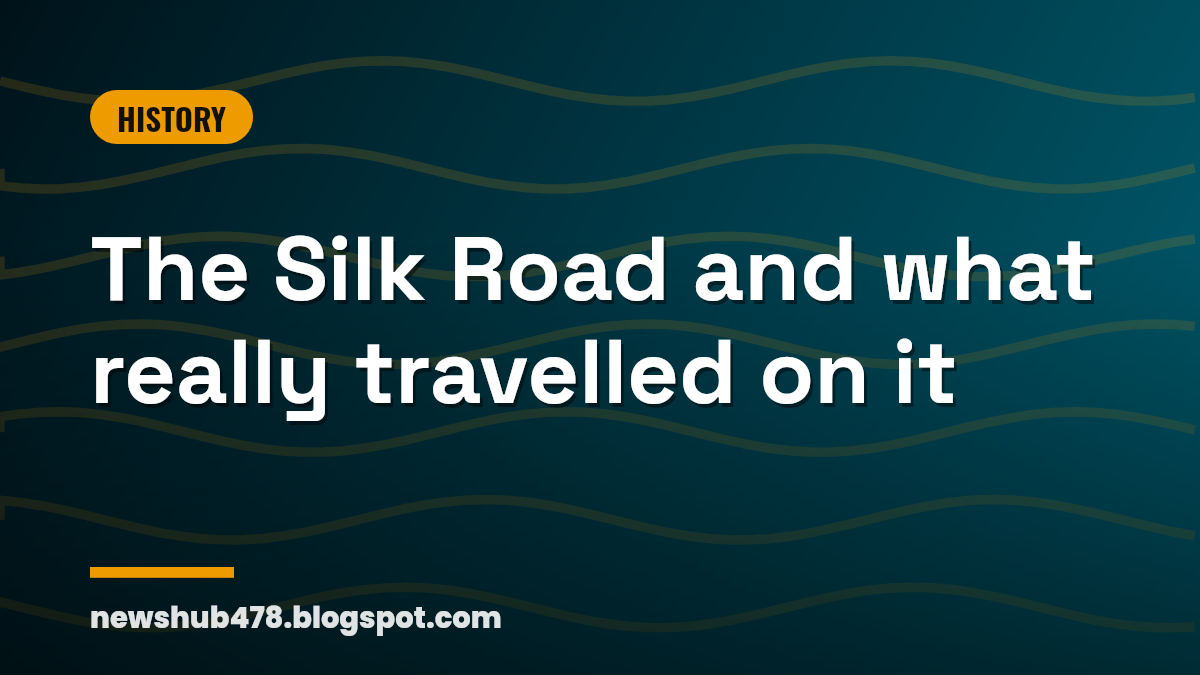 HISTORY
The Silk Road and what
really travelled on it
newshub478.blogspot.com